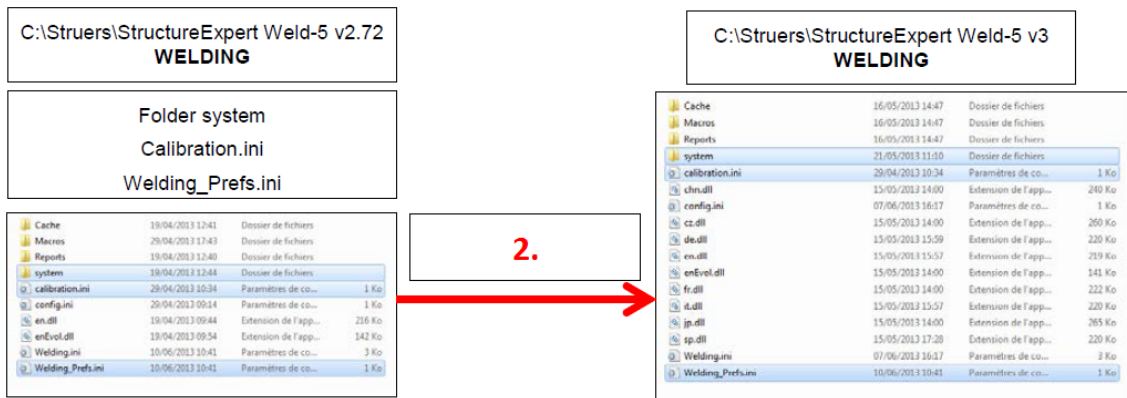 C:\Struers\StructureExpert Weld-5 v2.72
WELDING
Folder system
Calibration.ini
Welding_Prefs.ini
Cache 19/04/2013 12:41 Dossier de fichiers
Macros 29/04/2013 17:43 Dossier de fichiers
Reports 19/04/2013 12:40 Dossier de fichiers
system 19/04/2013 12:44 Dossier de fichiers
calibration.ini 29/04/2013 10:34 Paramètres de co... 1 Ko
config.ini 29/04/2013 09:14 Paramètres de co... 1 Ko
en.dll 19/04/2013 09:44 Extension de l'app... 216 Ko
enEvol.dll 19/04/2013 09:54 Extension de l'app... 142 Ko
Welding.ini 10/06/2013 10:41 Paramètres de co... 3 Ko
Welding_Prefs.ini 10/06/2013 10:41 Paramètres de co... 1 Ko
2.
C:\Struers\StructureExpert Weld-5 v3
WELDING
Cache 16/05/2013 14:47 Dossier de fichiers
Macros 16/05/2013 14:47 Dossier de fichiers
Reports 16/05/2013 14:47 Dossier de fichiers
system 21/05/2013 11:10 Dossier de fichiers
calibration.ini 29/04/2013 10:34 Paramètres de co... 1 Ko
chn.dll 15/05/2013 14:00 Extension de l'app... 240 Ko
config.ini 07/06/2013 16:17 Paramètres de co... 1 Ko
cz.dll 15/05/2013 14:00 Extension de l'app... 260 Ko
de.dll 15/05/2013 15:59 Extension de l'app... 220 Ko
en.dll 15/05/2013 15:57 Extension de l'app... 219 Ko
enEvol.dll 15/05/2013 14:00 Extension de l'app... 141 Ko
fr.dll 15/05/2013 14:00 Extension de l'app... 222 Ko
it.dll 15/05/2013 15:57 Extension de l'app... 220 Ko
jp.dll 15/05/2013 14:00 Extension de l'app... 265 Ko
sp.dll 15/05/2013 17:28 Extension de l'app... 220 Ko
Welding.ini 07/06/2013 16:17 Paramètres de co... 3 Ko
Welding_Prefs.ini 10/06/2013 10:41 Paramètres de co... 1 Ko